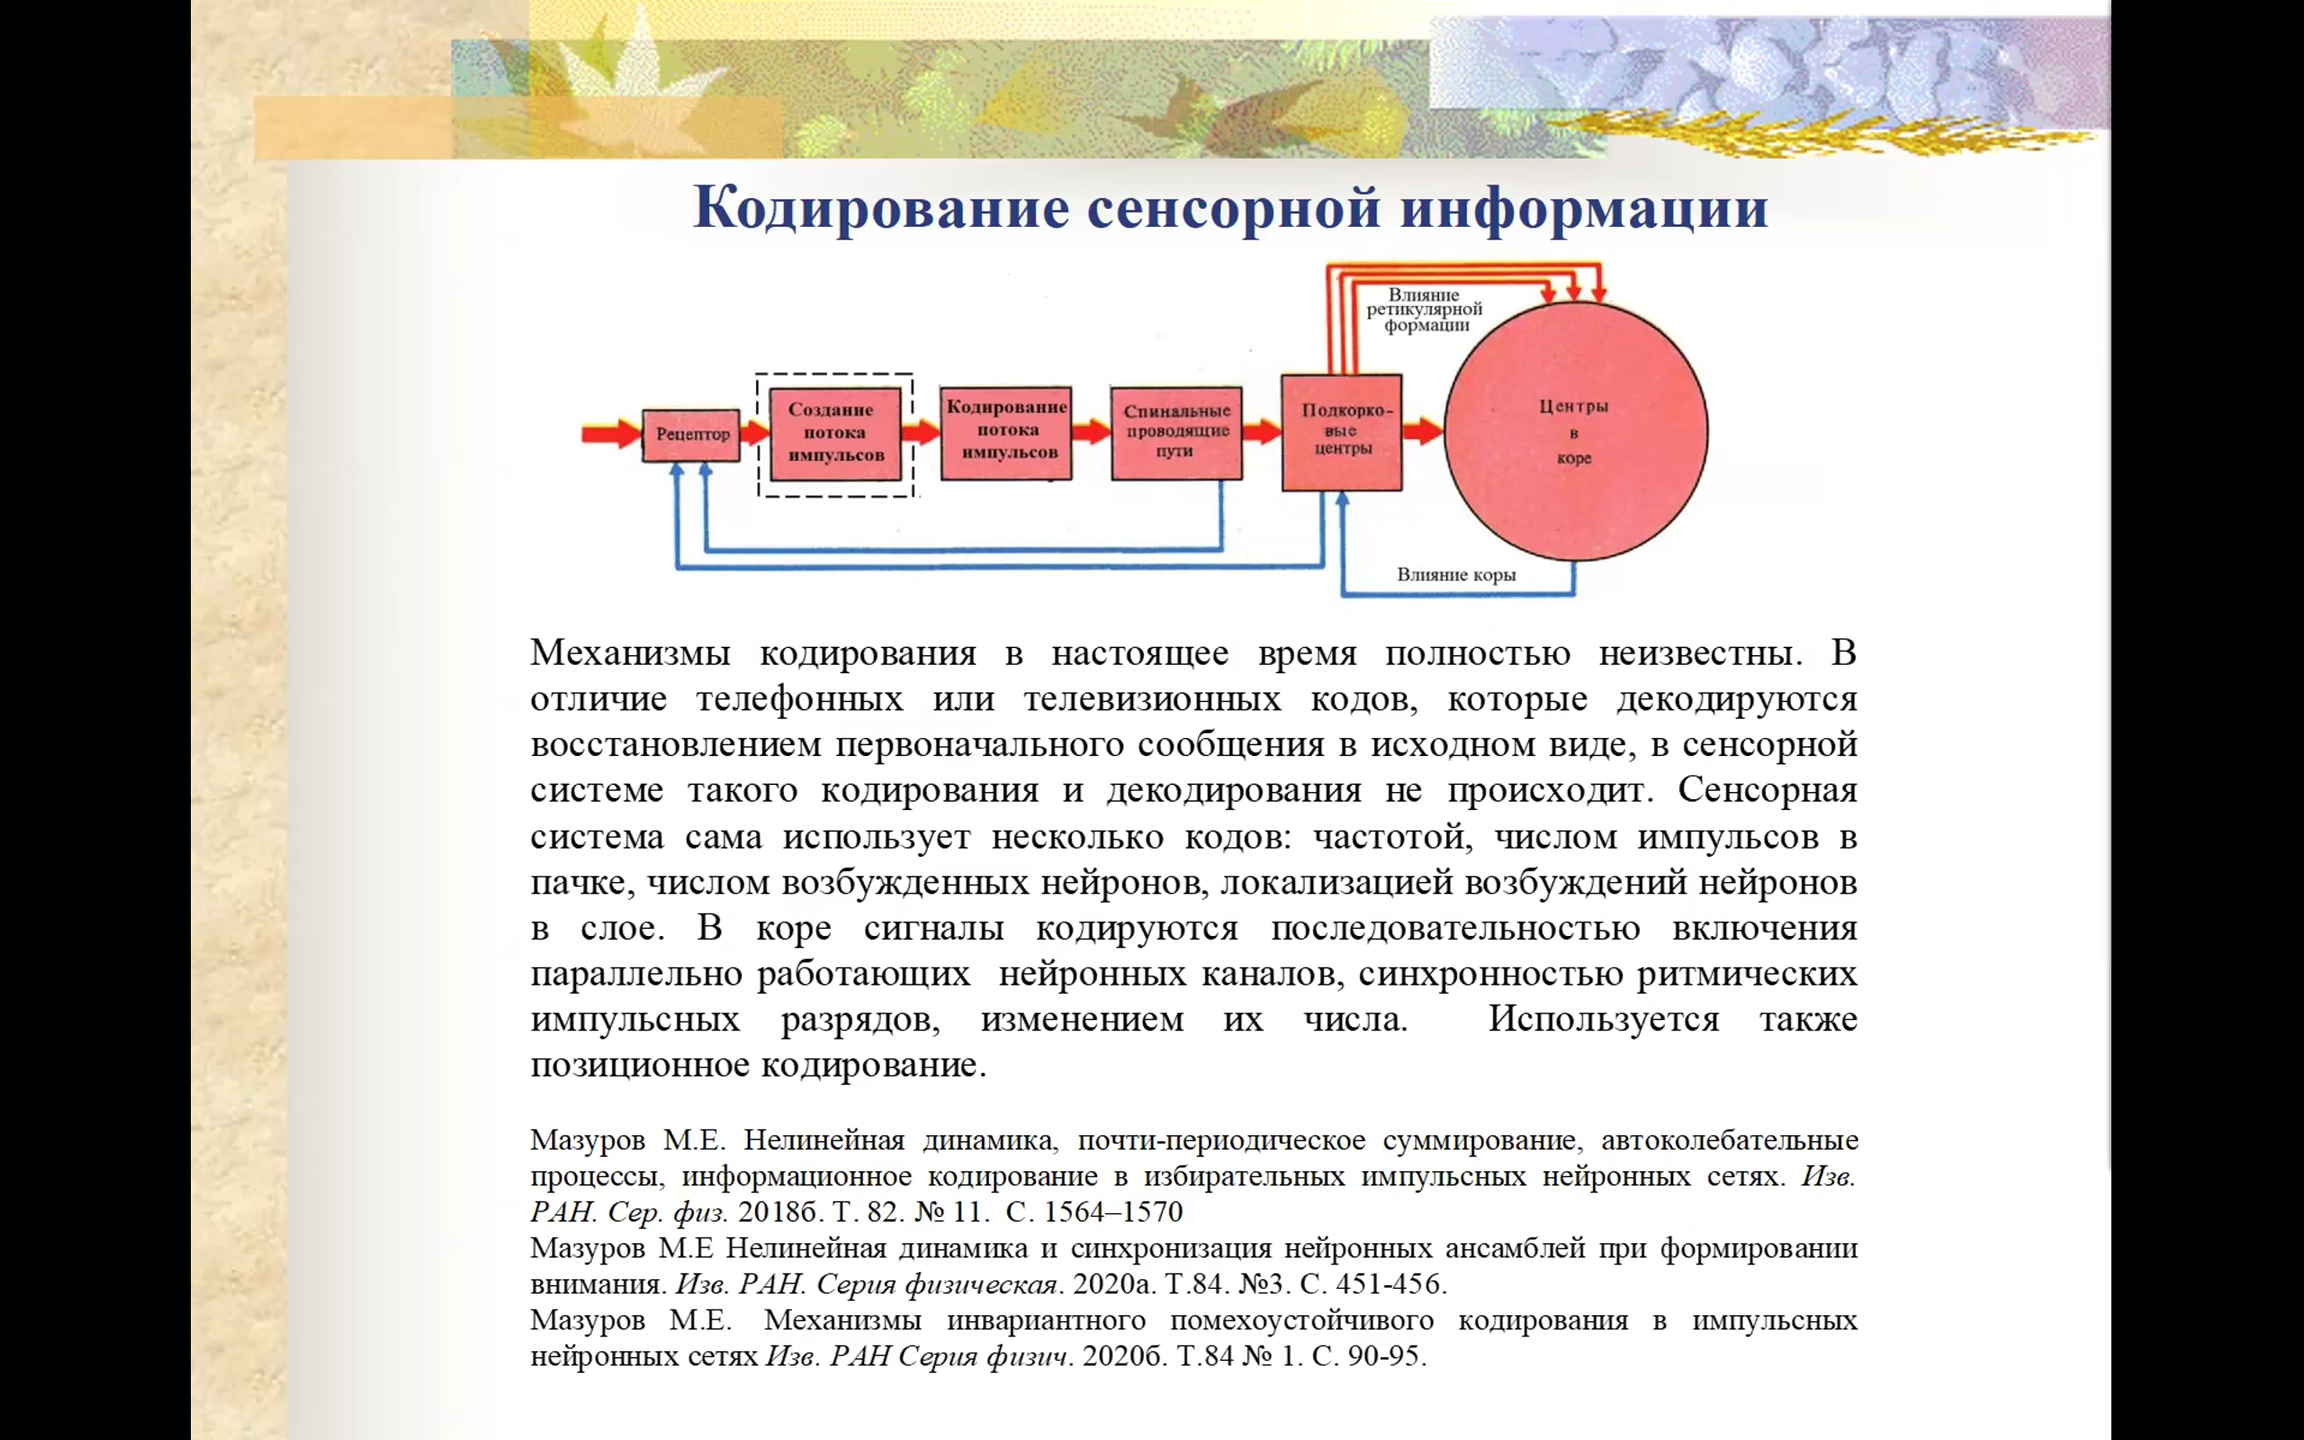 Кодирование сенсорной информации
Влияние
ретикулярной
формации
Рецептор
Создание
потока
импульсов
Кодирование
потока
импульсов
Спинальные
проводящие
пути
Подкорко-
вые
центры
Центры
в
коре
Влияние коры
Механизмы кодирования в настоящее время полностью неизвестны. В
отличие телефонных или телевизионных кодов, которые декодируются
восстановлением первоначального сообщения в исходном виде, в сенсорной
системе такого кодирования и декодирования не происходит. Сенсорная
система сама использует несколько кодов: частотой, числом импульсов в
пачке, числом возбужденных нейронов, локализацией возбуждений нейронов
в слое. В коре сигналы кодируются последовательностью включения
параллельно работающих нейронных каналов, синхронностью ритмических
импульсных разрядов, изменением их числа. Используется также
позиционное кодирование.
Мазуров М.Е. Нелинейная динамика, почти-периодическое суммирование, автоколебательные
процессы, информационное кодирование в избирательных импульсных нейронных сетях. Изв.
РАН. Сер. физ. 2018б. Т. 82. № 11. С. 1564–1570
Мазуров М.Е Нелинейная динамика и синхронизация нейронных ансамблей при формировании
внимания. Изв. РАН. Серия физическая. 2020а. Т.84. №3. С. 451-456.
Мазуров М.Е. Механизмы инвариантного помехоустойчивого кодирования в импульсных
нейронных сетях Изв. РАН Серия физич. 2020б. Т.84 № 1. С. 90-95.